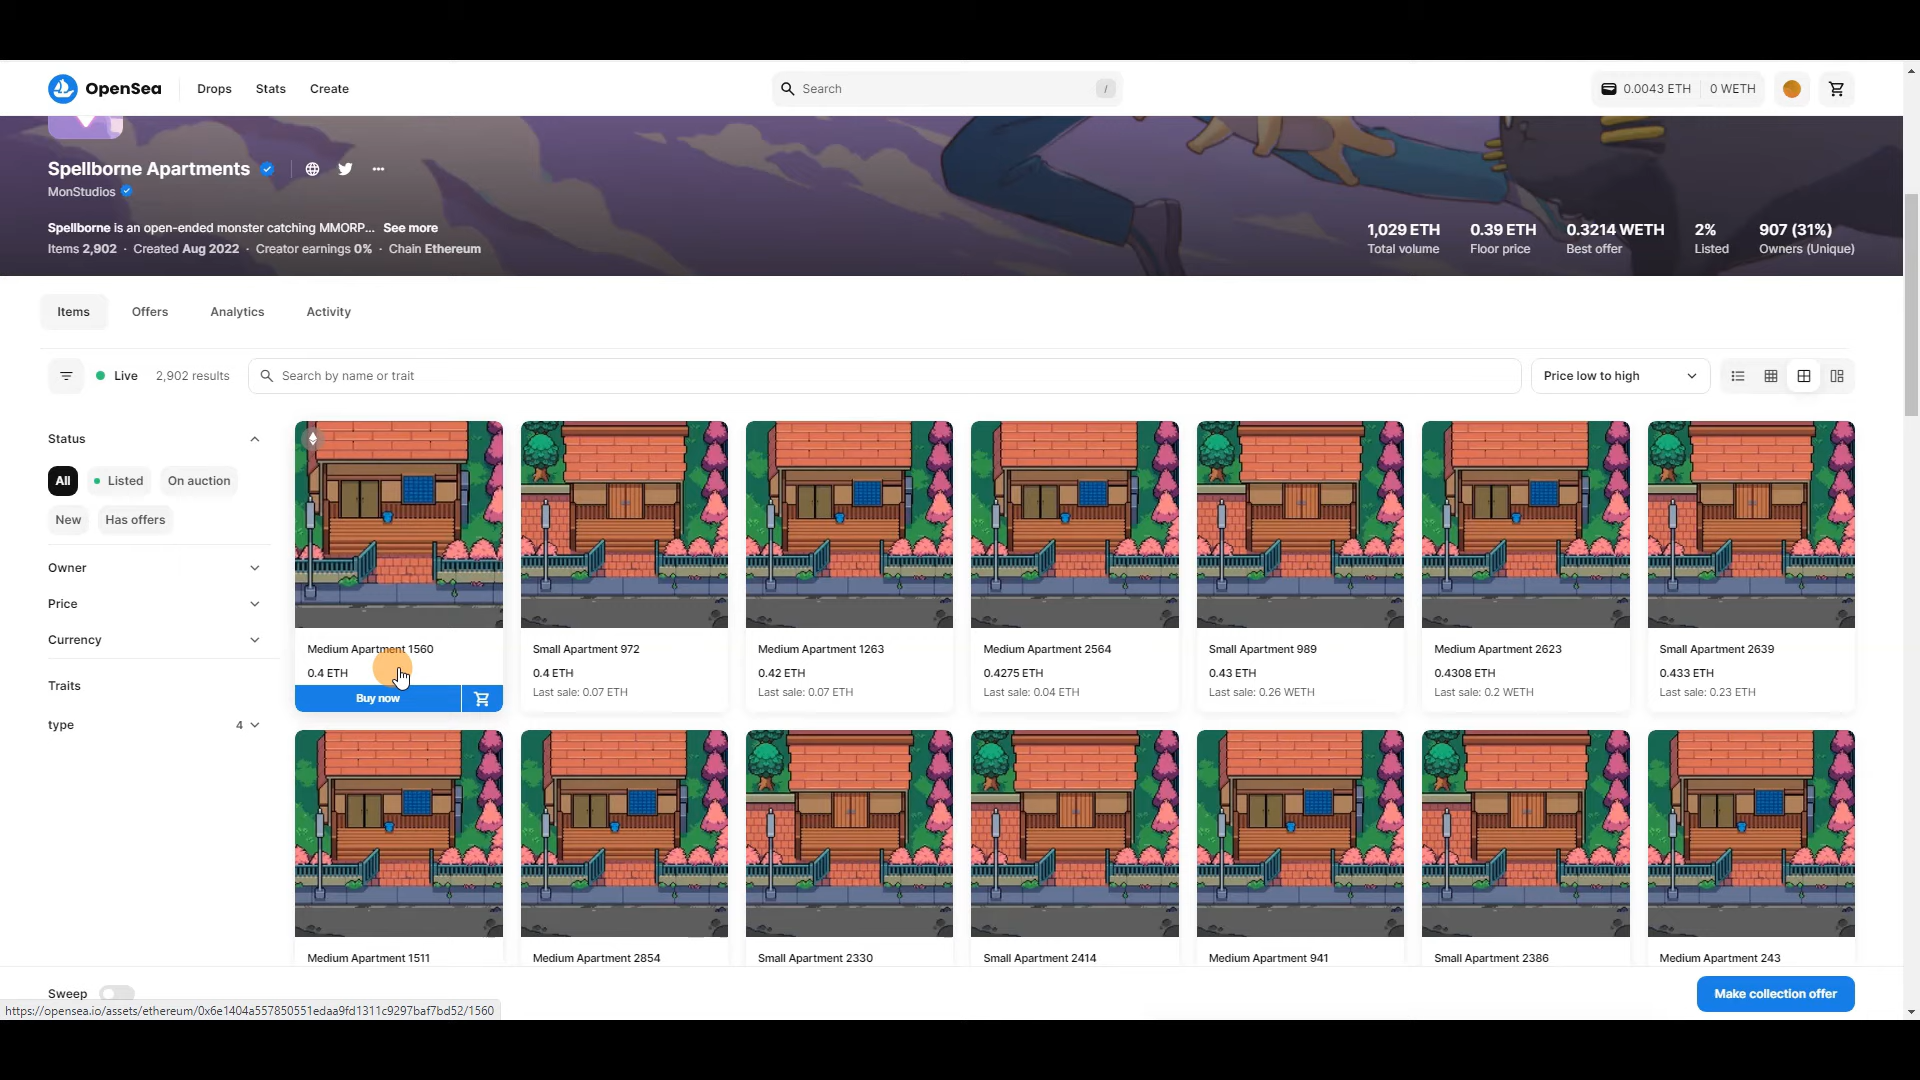 OpenSea
Drops
Stats
Create
Search
/
0.0043 ETH
0 WETH
Spellborne Apartments
MonStudios
Spellborne is an open-ended monster catching MMORP... See more
Items 2,902 · Created Aug 2022 · Creator earnings 0% · Chain Ethereum
1,029 ETH
Total volume
0.39 ETH
Floor price
0.3214 WETH
Best offer
2%
Listed
907 (31%)
Owners (Unique)
Items
Offers
Analytics
Activity
Live
2,902 results
Search by name or trait
Price low to high
Status
All
Listed
On auction
New
Has offers
Owner
Price
Currency
Traits
type
4
Medium Apartment 1560
0.4 ETH
Buy now
Small Apartment 972
0.4 ETH
Last sale: 0.07 ETH
Medium Apartment 1263
0.42 ETH
Last sale: 0.07 ETH
Medium Apartment 2564
0.4275 ETH
Last sale: 0.04 ETH
Small Apartment 989
0.43 ETH
Last sale: 0.26 WETH
Medium Apartment 2623
0.4308 ETH
Last sale: 0.2 WETH
Small Apartment 2639
0.433 ETH
Last sale: 0.23 ETH
Medium Apartment 1511
Medium Apartment 2854
Small Apartment 2330
Small Apartment 2414
Medium Apartment 941
Small Apartment 2386
Medium Apartment 243
Sweep
Make collection offer
https://opensea.io/assets/ethereum/0x6e1404a557850551edaa9fd1311c9297baf7bd52/1560